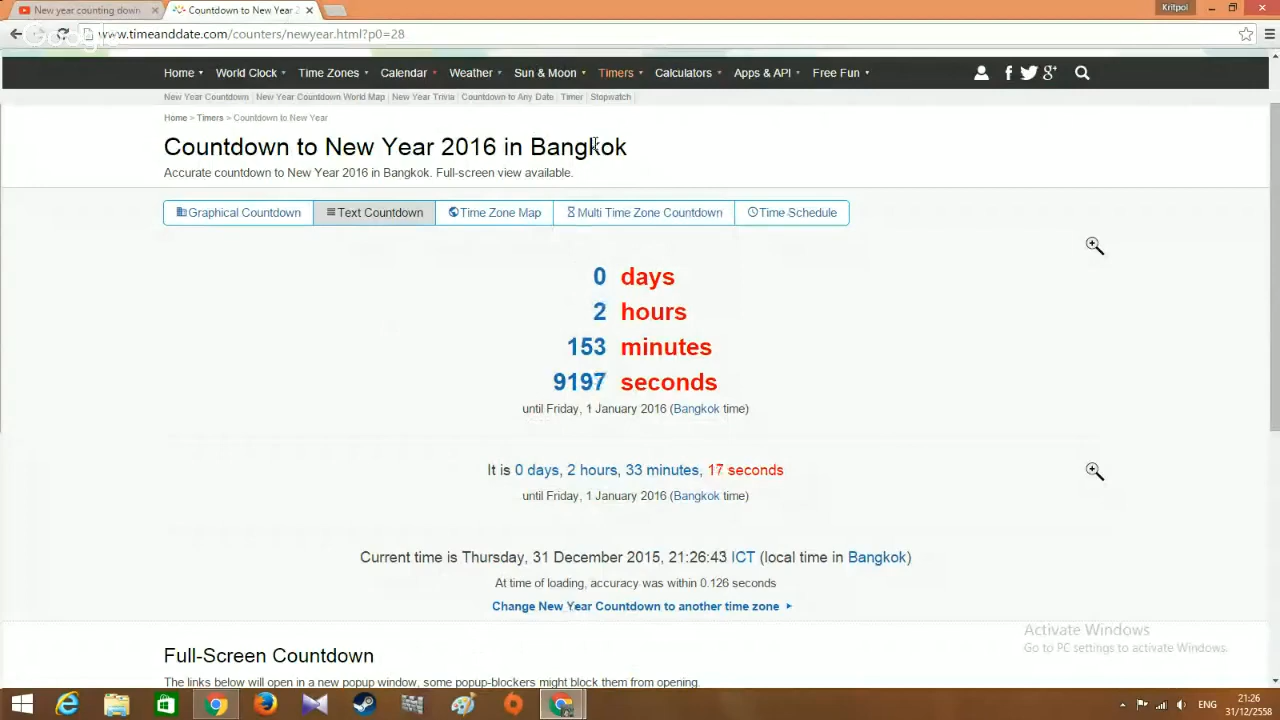 New year counting down
Countdown to New Year 2
Kritpol
www.timeanddate.com/counters/newyear.html?p0=28
Google
Home World Clock Time Zones Calendar Weather Sun & Moon Timers Calculators Apps & API Free Fun
New Year Countdown New Year Countdown World Map New Year Trivia Countdown to Any Date Timer Stopwatch
Home > Timers > Countdown to New Year
Countdown to New Year 2016 in Bangkok
Accurate countdown to New Year 2016 in Bangkok. Full-screen view available.
Graphical Countdown Text Countdown Time Zone Map Multi Time Zone Countdown Time Schedule
0 days
2 hours
153 minutes
9197 seconds
until Friday, 1 January 2016 (Bangkok time)
It is 0 days, 2 hours, 33 minutes, 17 seconds
until Friday, 1 January 2016 (Bangkok time)
Current time is Thursday, 31 December 2015, 21:26:43 ICT (local time in Bangkok)
At time of loading, accuracy was within 0.126 seconds
Change New Year Countdown to another time zone
Activate Windows
Go to PC settings to activate Windows.
Full-Screen Countdown
The links below will open in a new popup window, some popup-blockers might block them from opening.
21:26
31/12/2558